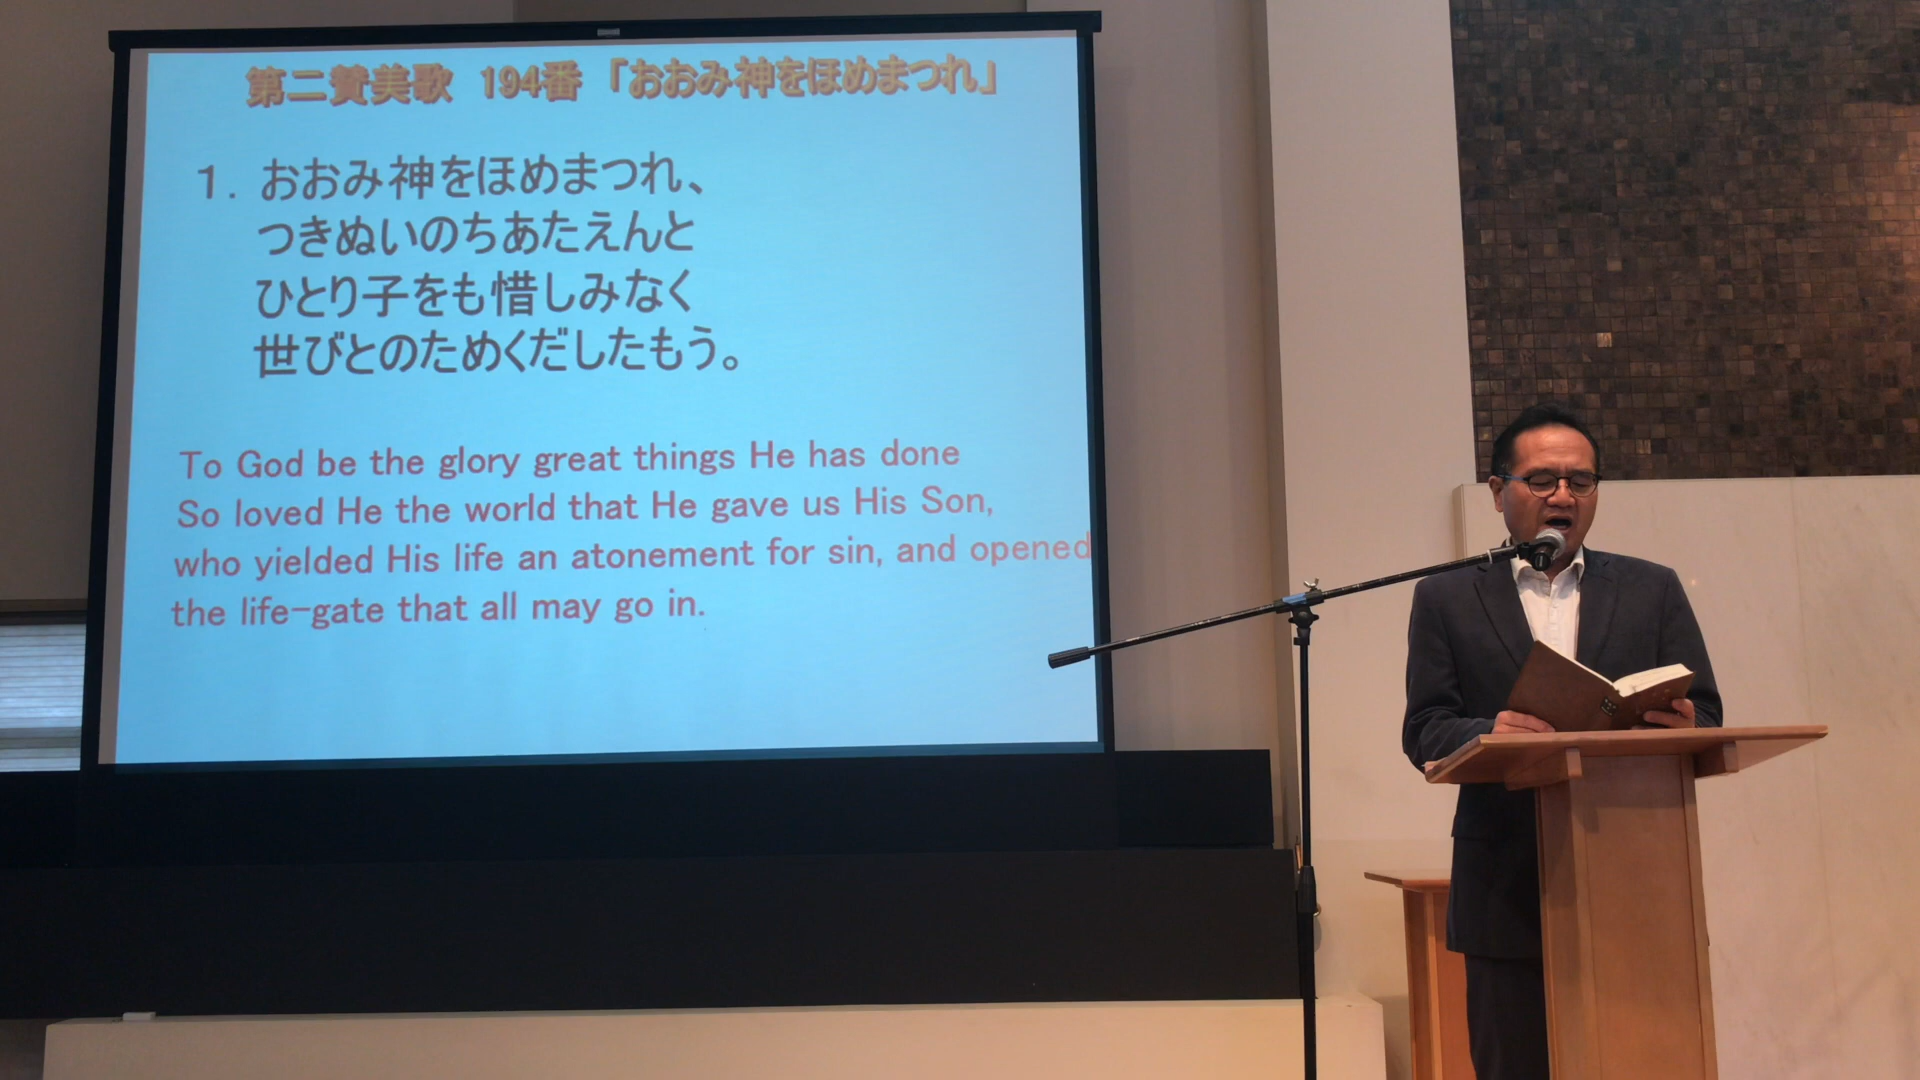 第二賛美歌 194番 「おおみ神をほめまつれ」
1. おおみ神をほめまつれ、
つきぬいのちあたえんと
ひとり子をも惜しみなく
世びとのためくだしたもう。
To God be the glory great things He has done
So loved He the world that He gave us His Son,
who yielded His life an atonement for sin, and opened
the life-gate that all may go in.